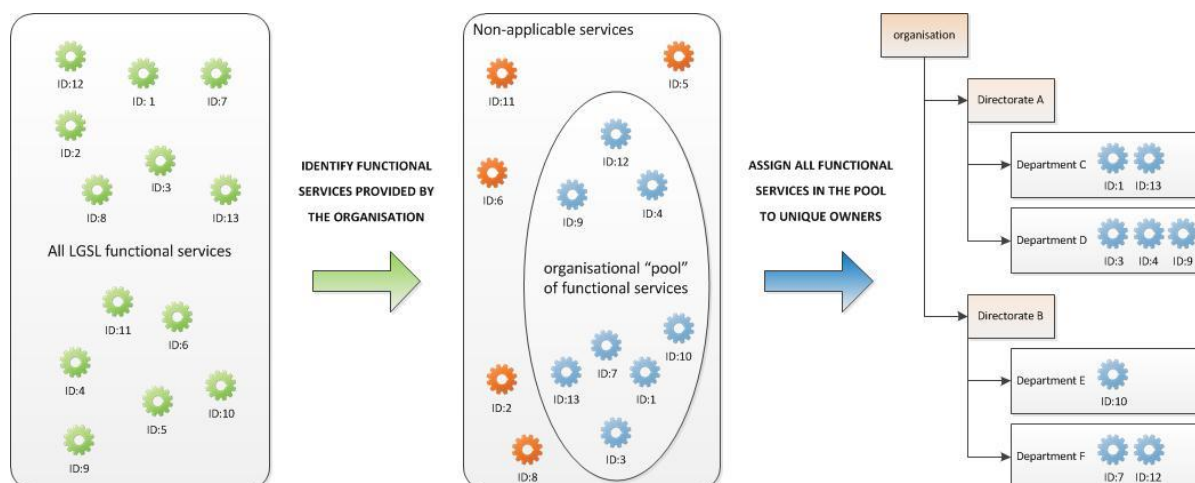 ID:12
ID: 1
ID:7
ID:2
ID:3
ID:8
ID:13
All LGSL functional services
ID:11
ID:6
ID:4
ID:5
ID:10
ID:9
IDENTIFY FUNCTIONAL
SERVICES PROVIDED BY
THE ORGANISATION
Non-applicable services
ID:11
ID:5
ID:12
ID:6
ID:9
ID:4
organisational “pool”
of functional services
ID:10
ID:7
ID:2
ID:13
ID:1
ID:3
ID:8
ASSIGN ALL FUNCTIONAL
SERVICES IN THE POOL
TO UNIQUE OWNERS
organisation
Directorate A
Department C
ID:1 ID:13
Department D
ID:3 ID:4 ID:9
Directorate B
Department E
ID:10
Department F
ID:7 ID:12